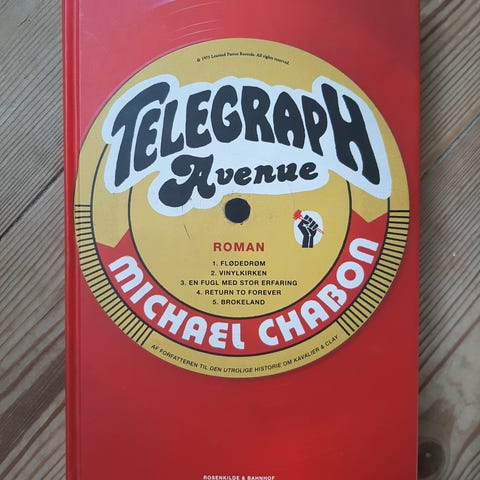 ℗ 1973 Leasned Parrot Records. All rights reserved.
TELEGRAPH
Avenue
ROMAN
1. FLØDEDRØM
2. VINYLKIRKEN
3. EN FUGL MED STOR ERFARING
4. RETURN TO FOREVER
5. BROKELAND
MICHAEL CHABON
AF FORFATTEREN TIL DEN UTROLIGE HISTORIE OM KAVALIER & CLAY
ROSENKILDE & BAHNHOF